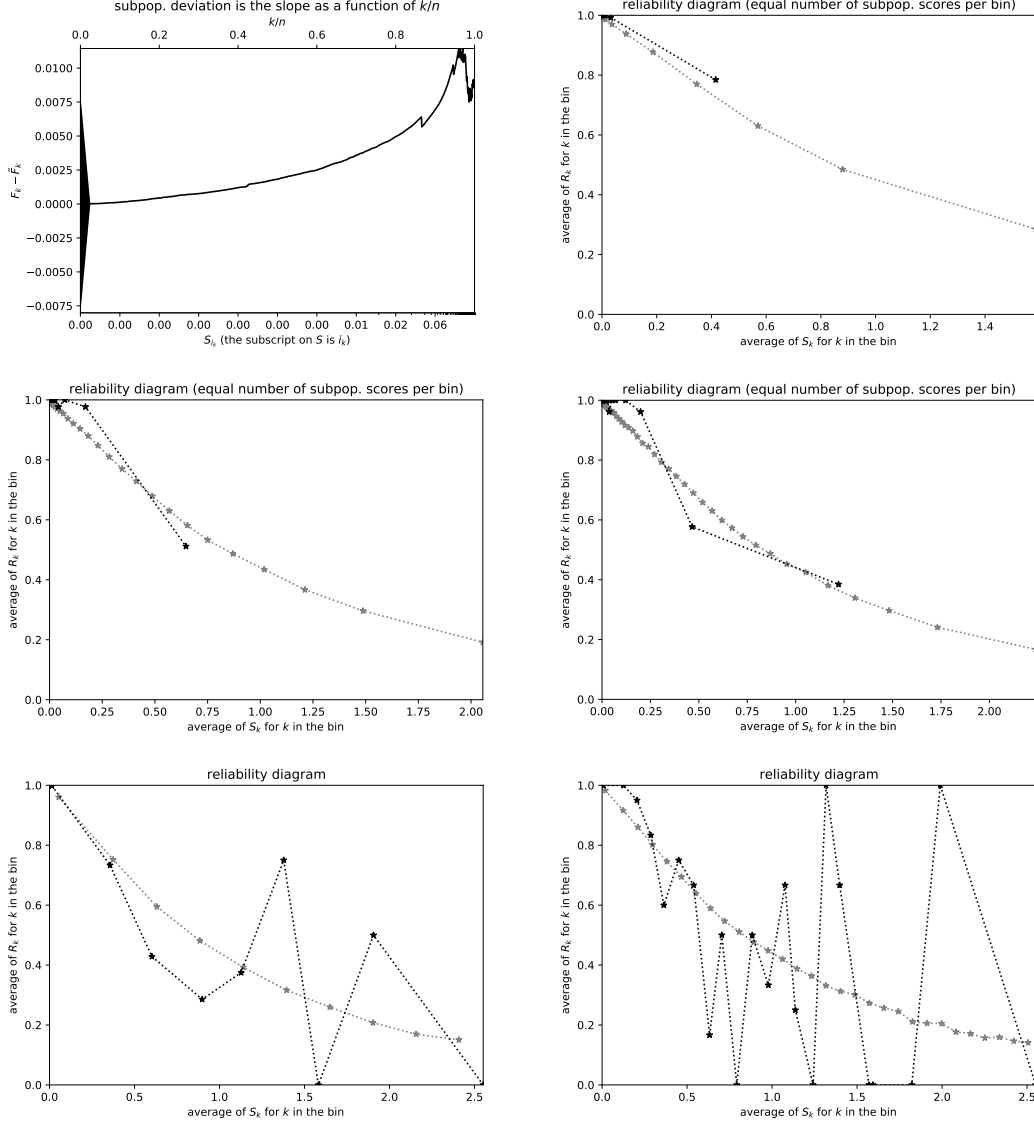 subpop. deviation is the slope as a function of k/n
k/n
0.0 0.2 0.4 0.6 0.8 1.0
0.0100
0.0075
0.0050
0.0025
0.0000
−0.0025
−0.0050
−0.0075
F_k − F̃_k
0.00 0.00 0.00 0.00 0.00 0.00 0.00 0.01 0.02 0.06
S_{i_k} (the subscript on S is i_k)
reliability diagram (equal number of subpop. scores per bin)
1.0
0.8
0.6
0.4
0.2
0.0
average of R_k for k in the bin
0.0 0.2 0.4 0.6 0.8 1.0 1.2 1.4
average of S_k for k in the bin
reliability diagram (equal number of subpop. scores per bin)
1.0
0.8
0.6
0.4
0.2
0.0
average of R_k for k in the bin
0.00 0.25 0.50 0.75 1.00 1.25 1.50 1.75 2.00
average of S_k for k in the bin
reliability diagram (equal number of subpop. scores per bin)
1.0
0.8
0.6
0.4
0.2
0.0
average of R_k for k in the bin
0.00 0.25 0.50 0.75 1.00 1.25 1.50 1.75 2.00
average of S_k for k in the bin
reliability diagram
1.0
0.8
0.6
0.4
0.2
0.0
average of R_k for k in the bin
0.0 0.5 1.0 1.5 2.0 2.5
average of S_k for k in the bin
reliability diagram
1.0
0.8
0.6
0.4
0.2
0.0
average of R_k for k in the bin
0.0 0.5 1.0 1.5 2.0 2.5
average of S_k for k in the bin